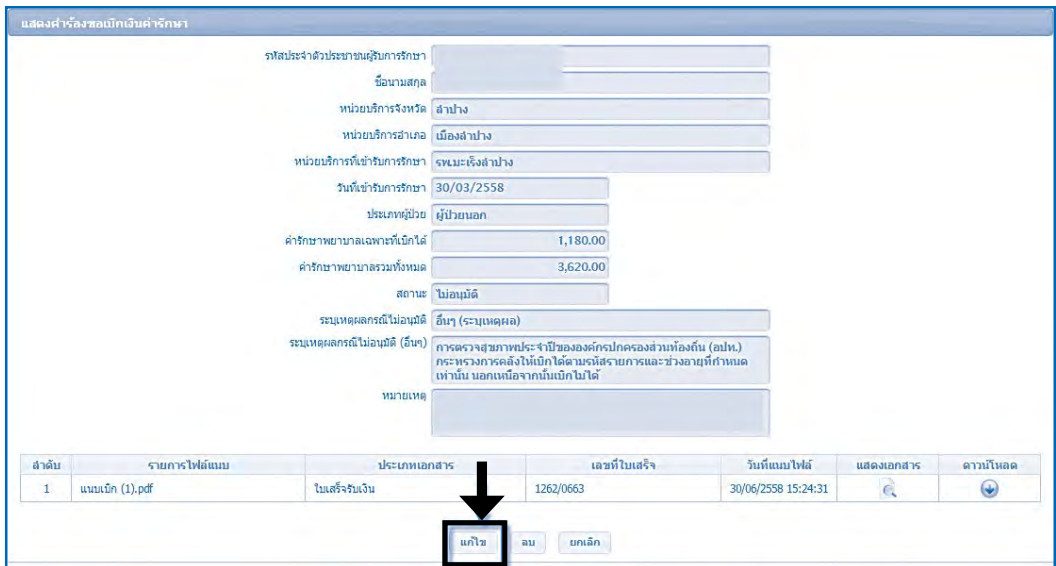 แสดงคำร้องขอเบิกเงินค่ารักษา
รหัสประจำตัวประชาชนผู้รับการรักษา
ชื่อนามสกุล
หน่วยบริการจังหวัด ลำปาง
หน่วยบริการอำเภอ เมืองลำปาง
หน่วยบริการที่เข้ารับการรักษา รพ.มะเร็งลำปาง
วันที่เข้ารับการรักษา 30/03/2558
ประเภทผู้ป่วย ผู้ป่วยนอก
ค่ารักษาพยาบาลเฉพาะที่เบิกได้ 1,180.00
ค่ารักษาพยาบาลรวมทั้งหมด 3,620.00
สถานะ ไม่อนุมัติ
ระบุเหตุผลกรณีไม่อนุมัติ อื่นๆ (ระบุเหตุผล)
ระบุเหตุผลกรณีไม่อนุมัติ (อื่นๆ) การตรวจสุขภาพประจำปีขององค์กรปกครองส่วนท้องถิ่น (อปท.)
กระทรวงการคลังให้เบิกได้ตามรหัสรายการและช่วงอายุที่กำหนด
เท่านั้น นอกเหนือจากนั้นเบิกไม่ได้
หมายเหตุ
ลำดับ รายการไฟล์แนบ ประเภทเอกสาร เลขที่ใบเสร็จ วันที่แนบไฟล์ แสดงเอกสาร ดาวน์โหลด
1 แนบเบิก (1).pdf ใบเสร็จรับเงิน 1262/0663 30/06/2558 15:24:31
แก้ไข ลบ ยกเลิก